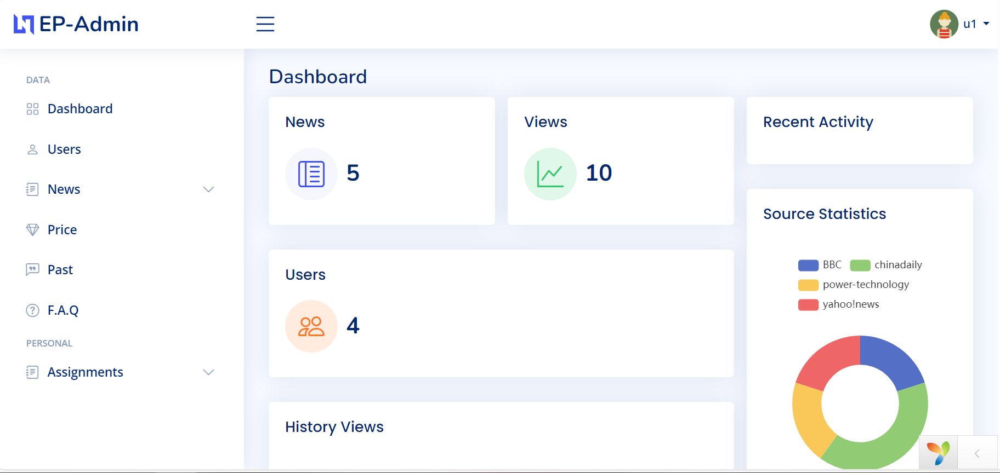 EP-Admin
u1
DATA
Dashboard
Users
News
Price
Past
F.A.Q
PERSONAL
Assignments
Dashboard
News
5
Views
10
Users
4
History Views
Recent Activity
Source Statistics
BBC chinadaily
power-technology
yahoo!news